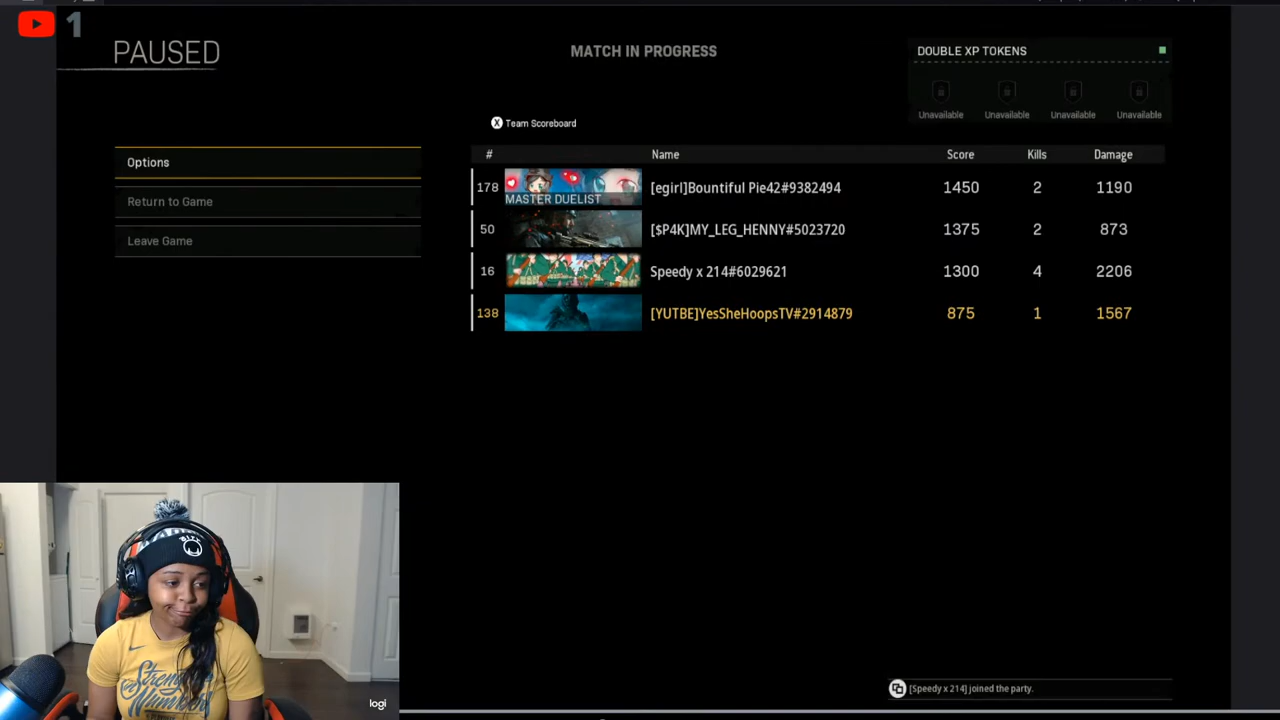 1
PAUSED
MATCH IN PROGRESS
DOUBLE XP TOKENS
Unavailable Unavailable Unavailable Unavailable
X Team Scoreboard
Options
Return to Game
Leave Game
# Name Score Kills Damage
178 MASTER DUELIST [egirl]Bountiful Pie42#9382494 1450 2 1190
50 [$P4K]MY_LEG_HENNY#5023720 1375 2 873
16 Speedy x 214#6029621 1300 4 2206
138 [YUTBE]YesSheHoopsTV#2914879 875 1 1567
[Speedy x 214] joined the party.
logi